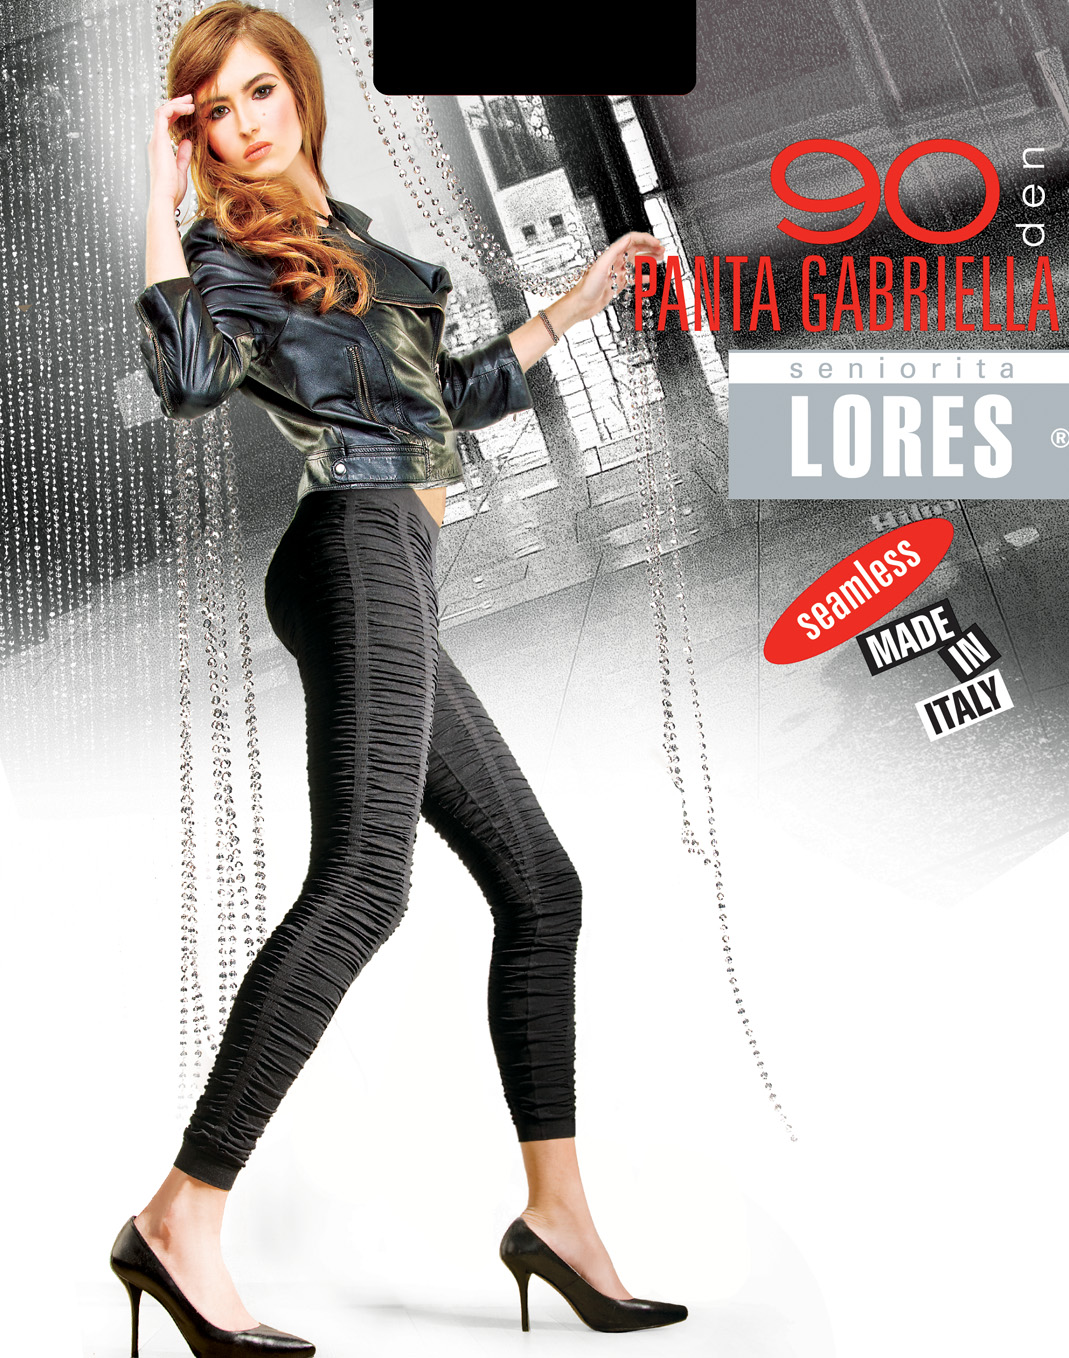 90 den
PANTA GABRIELLA
seniorita
LORES ®
seamless
MADE
IN
ITALY